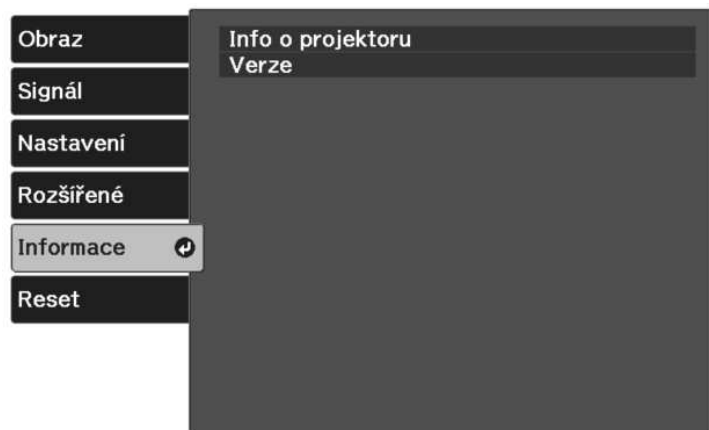 Obraz
Signál
Nastavení
Rozšířené
Informace
Reset
Info o projektoru
Verze